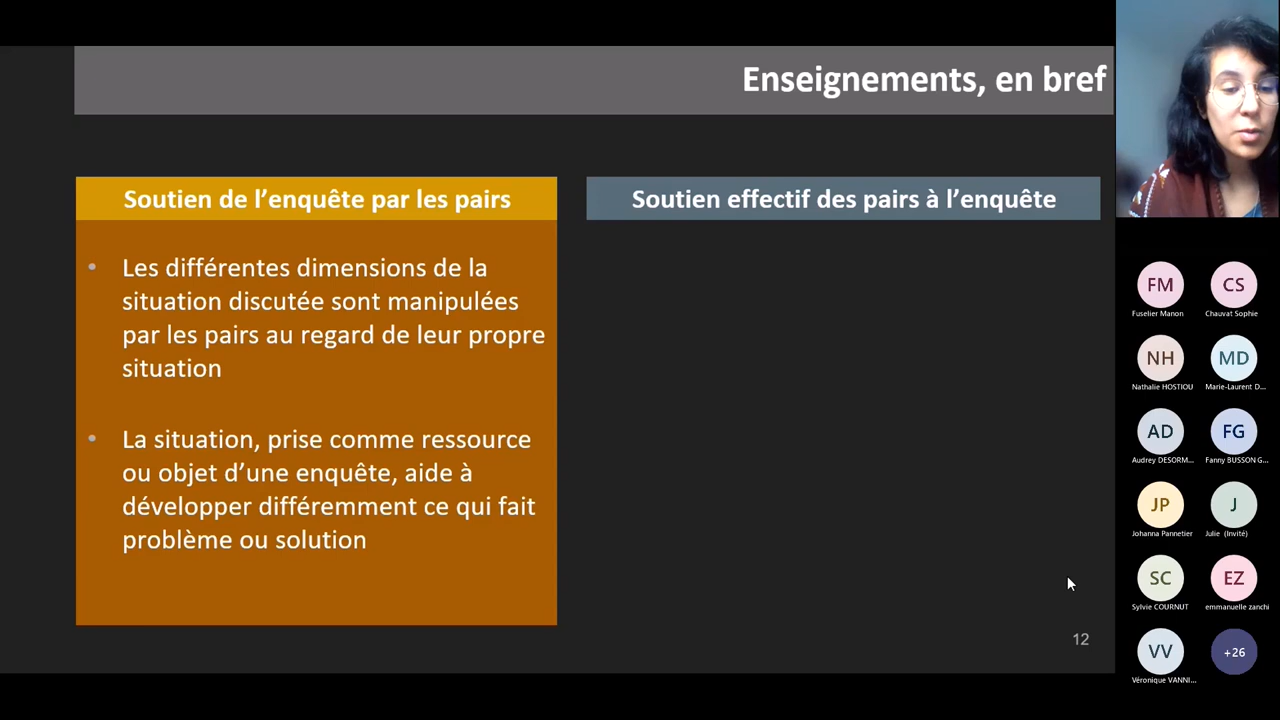 Enseignements, en bref
Soutien de l’enquête par les pairs
• Les différentes dimensions de la
situation discutée sont manipulées
par les pairs au regard de leur propre
situation
• La situation, prise comme ressource
ou objet d’une enquête, aide à
développer différemment ce qui fait
problème ou solution
Soutien effectif des pairs à l’enquête
12
FM
Fuselier Manon
CS
Chauvat Sophie
NH
Nathalie HOSTIOU
MD
Marie-Laurent D...
AD
Audrey DESORM...
FG
Fanny BUSSON G...
JP
Johanna Pannetier
J
Julie (Invité)
SC
Sylvie COURNUT
EZ
emmanuelle zanchi
VV
Véronique VANNI...
+26